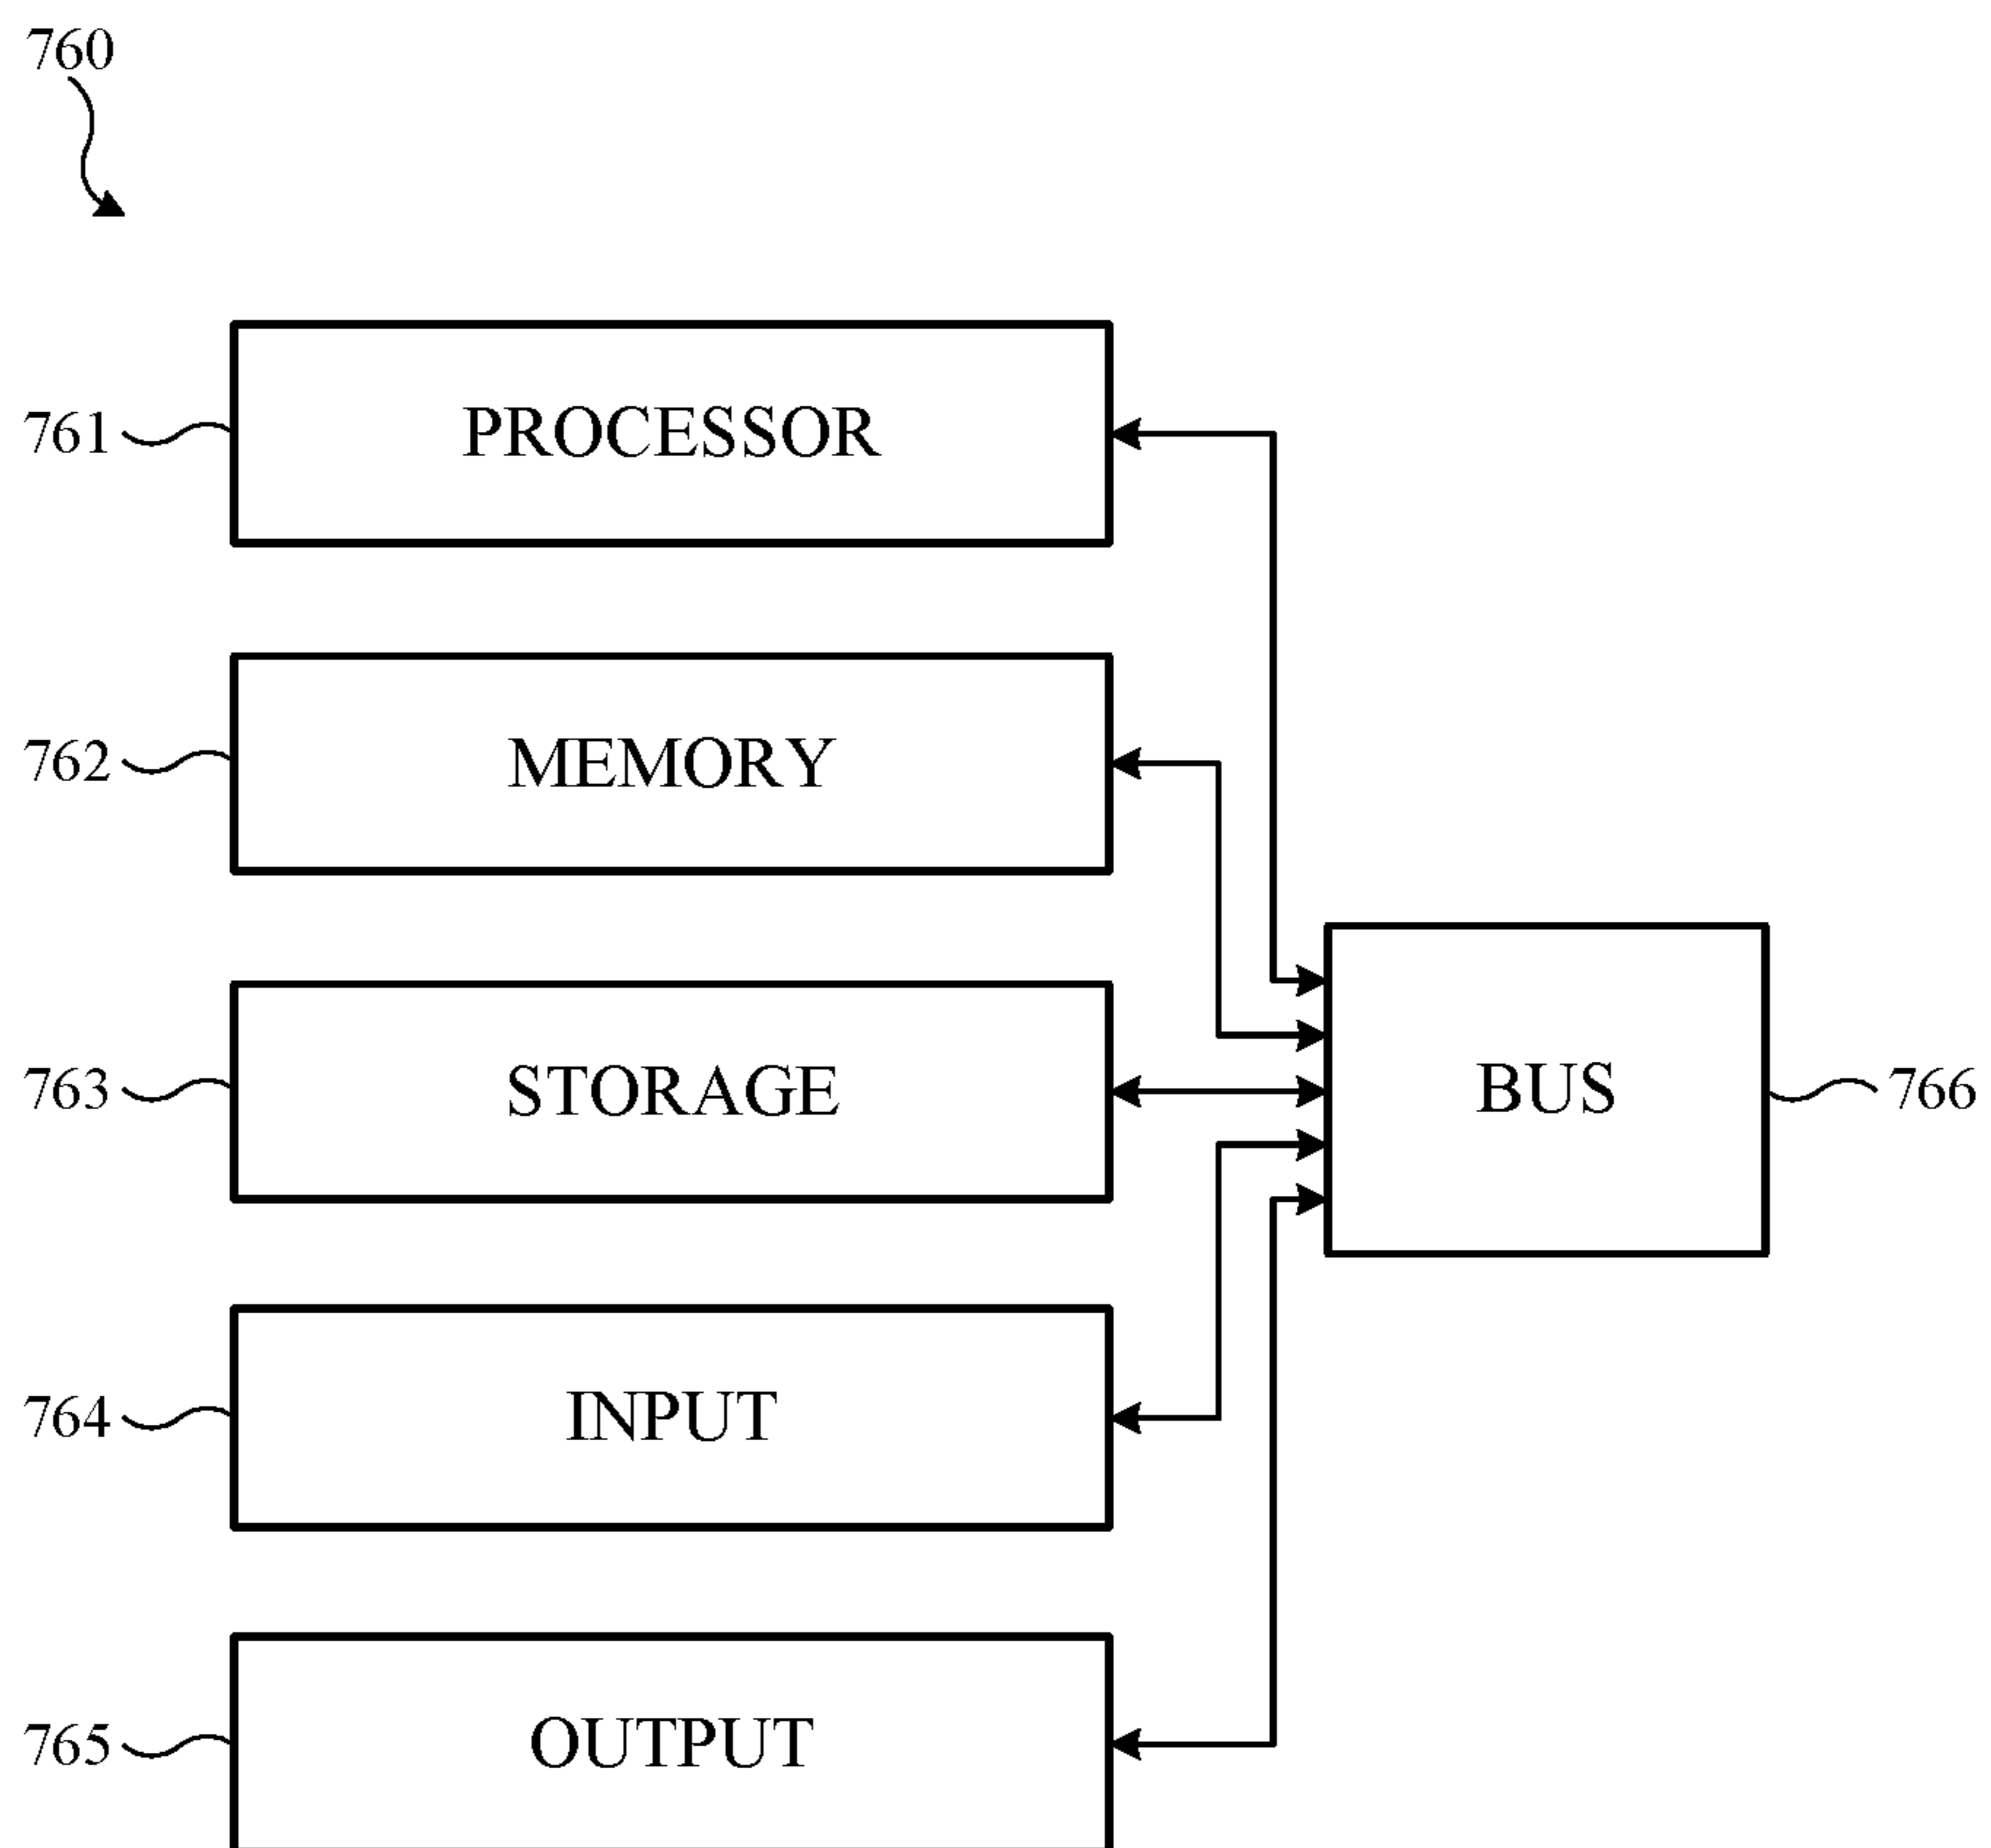 760
761 PROCESSOR
762 MEMORY
763 STORAGE
BUS 766
764 INPUT
765 OUTPUT